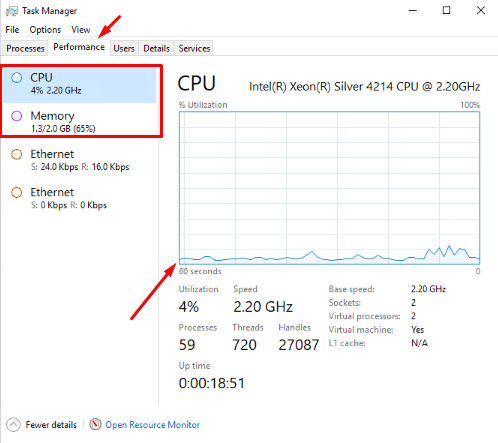 Task Manager
File Options View
Processes Performance Users Details Services
CPU
4% 2.20 GHz
Memory
1.3/2.0 GB (65%)
Ethernet
S: 24.0 Kbps R: 16.0 Kbps
Ethernet
S: 0 Kbps R: 0 Kbps
CPU Intel(R) Xeon(R) Silver 4214 CPU @ 2.20GHz
% Utilization 100%
60 seconds 0
Utilization Speed
4% 2.20 GHz
Processes Threads Handles
59 720 27087
Up time
0:00:18:51
Base speed: 2.20 GHz
Sockets: 2
Virtual processors: 2
Virtual machine: Yes
L1 cache: N/A
Fewer details Open Resource Monitor